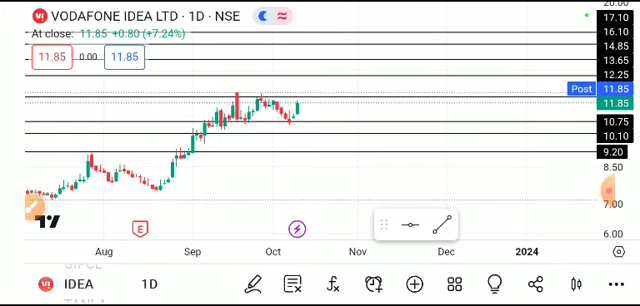 VODAFONE IDEA LTD · 1D · NSE
20.00
17.10
At close: 11.85 +0.80 (+7.24%)
16.10
11.85 0.00 11.85
14.85
13.65
12.25
Post 11.85
11.85
10.75
10.10
9.20
8.50
7.00
E
6.00
Aug Sep Oct Nov Dec 2024
IDEA 1D